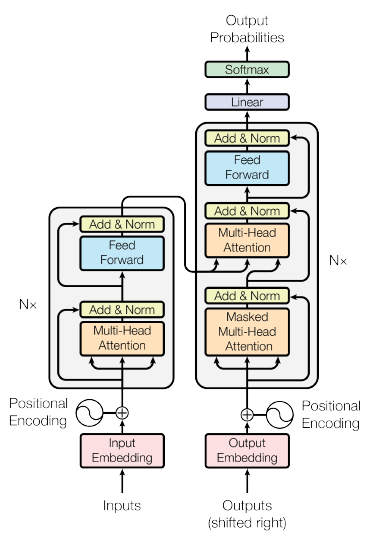 Output
Probabilities
Softmax
Linear
Add & Norm
Feed
Forward
Add & Norm
Multi-Head
Attention
Add & Norm
Masked
Multi-Head
Attention
N×
Add & Norm
Feed
Forward
Add & Norm
Multi-Head
Attention
N×
Positional
Encoding
Positional
Encoding
Input
Embedding
Output
Embedding
Inputs
Outputs
(shifted right)